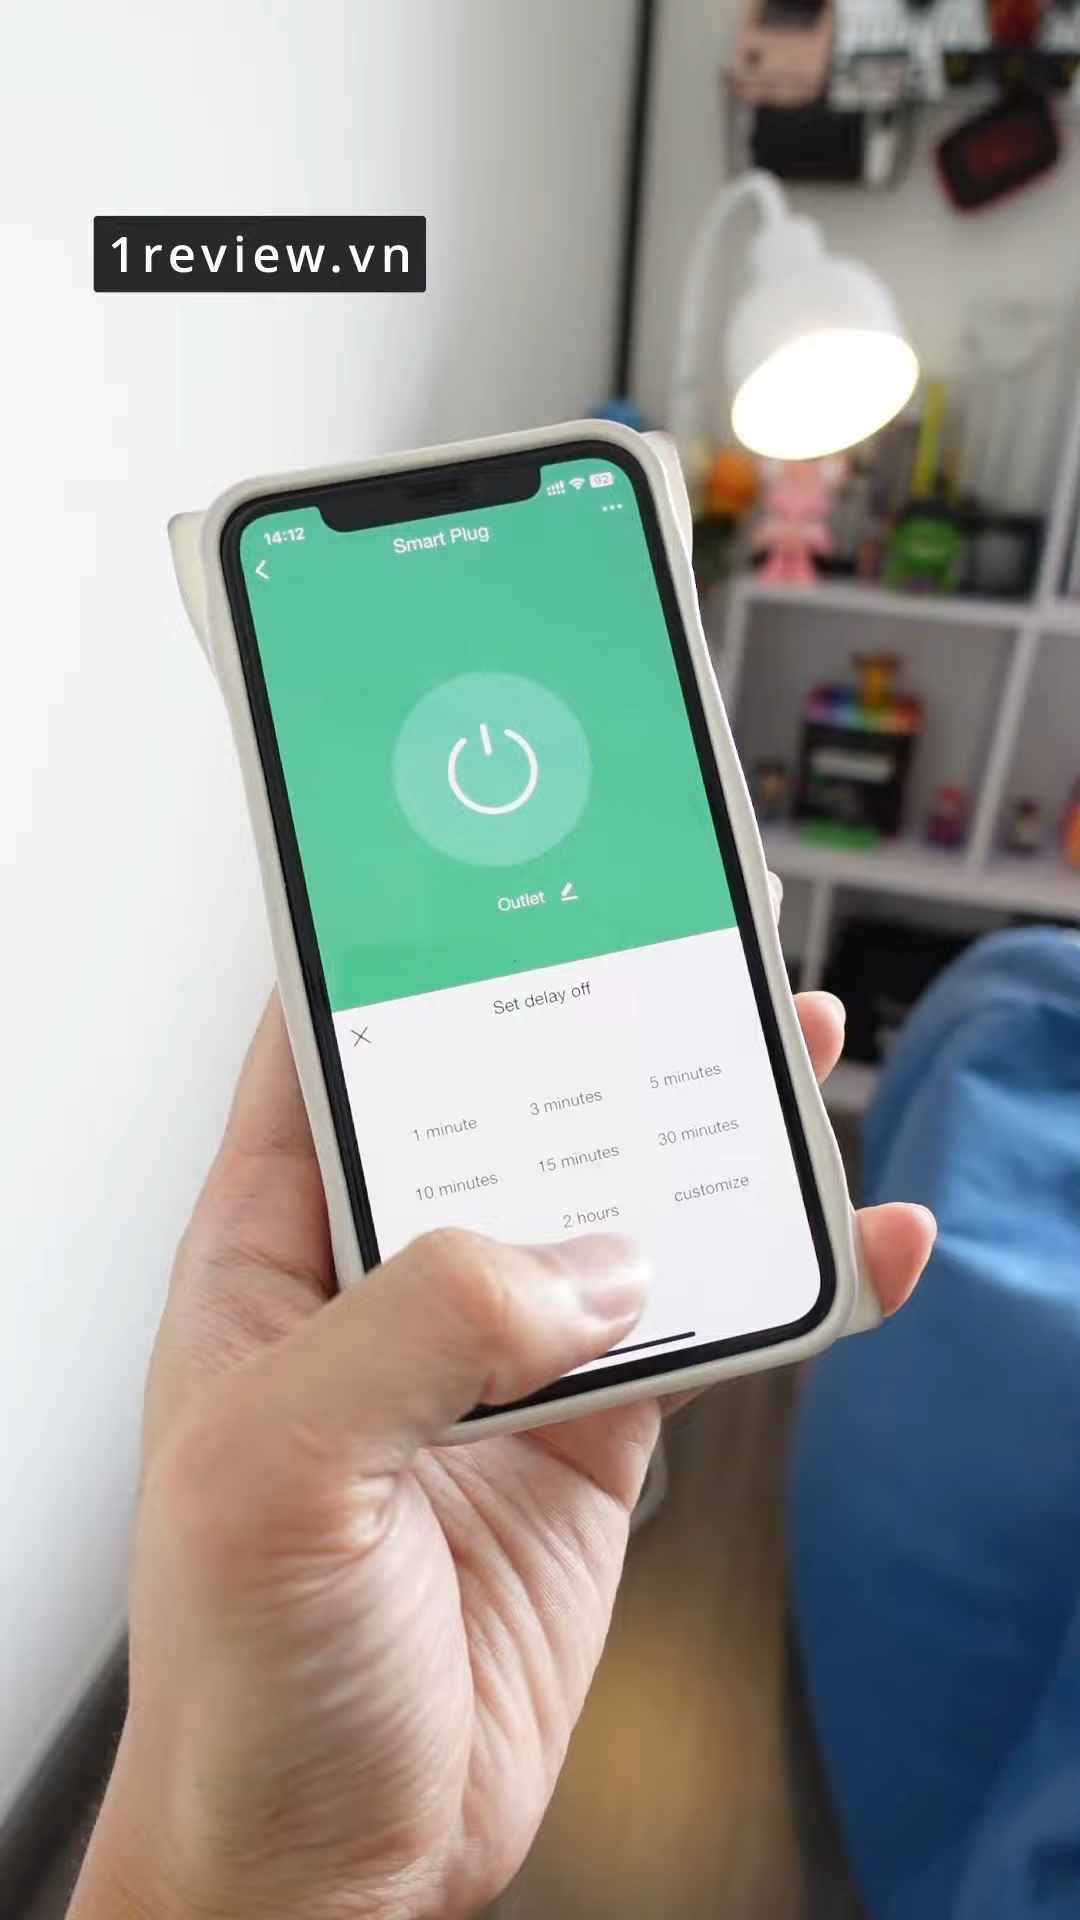 1review.vn
14:12
92
Smart Plug
Outlet
Set delay off
1 minute
3 minutes
5 minutes
10 minutes
15 minutes
30 minutes
2 hours
customize